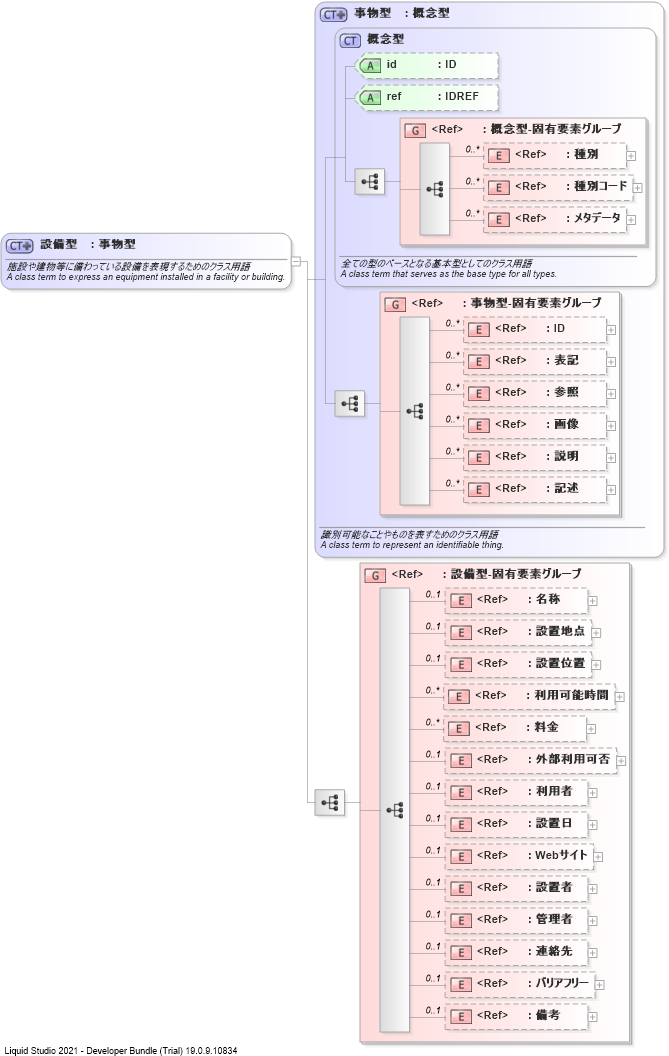 CT 事物型 : 概念型
CT 概念型
A id : ID
A ref : IDREF
G <Ref> : 概念型-固有要素グループ
0..* E <Ref> : 種別
0..* E <Ref> : 種別コード
0..* E <Ref> : メタデータ
全ての型のベースとなる基本型としてのクラス用語
A class term that serves as the base type for all types.
CT 設備型 : 事物型
施設や建物等に備わっている設備を表現するためのクラス用語
A class term to express an equipment installed in a facility or building.
G <Ref> : 事物型-固有要素グループ
0..* E <Ref> : ID
0..* E <Ref> : 表記
0..* E <Ref> : 参照
0..* E <Ref> : 画像
0..* E <Ref> : 説明
0..* E <Ref> : 記述
識別可能なことやものを表すためのクラス用語
A class term to represent an identifiable thing.
G <Ref> : 設備型-固有要素グループ
0..1 E <Ref> : 名称
0..1 E <Ref> : 設置地点
0..1 E <Ref> : 設置位置
0..* E <Ref> : 利用可能時間
0..* E <Ref> : 料金
0..1 E <Ref> : 外部利用可否
0..1 E <Ref> : 利用者
0..1 E <Ref> : 設置日
0..1 E <Ref> : Webサイト
0..1 E <Ref> : 設置者
0..1 E <Ref> : 管理者
0..1 E <Ref> : 連絡先
0..1 E <Ref> : バリアフリー
0..1 E <Ref> : 備考
Liquid Studio 2021 - Developer Bundle (Trial) 19.0.9.10834